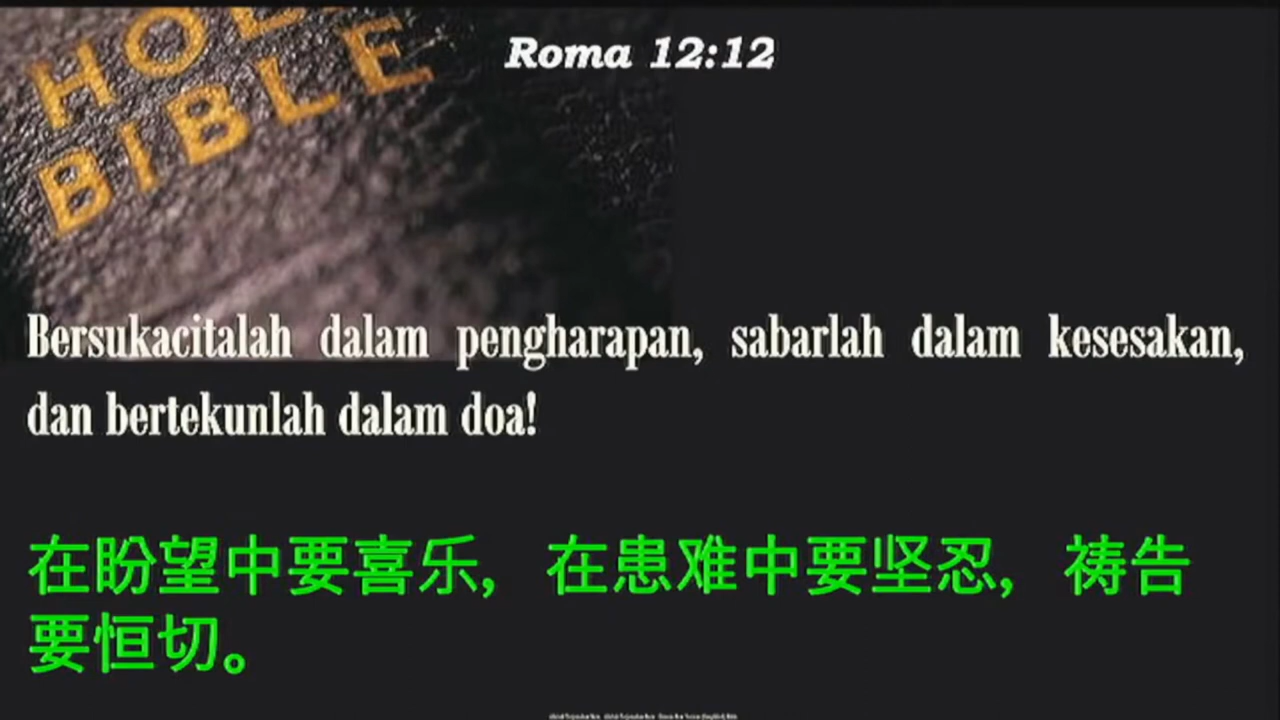 HOL
BIBLE
Roma 12:12
Bersukacitalah dalam pengharapan, sabarlah dalam kesesakan,
dan bertekunlah dalam doa!
在盼望中要喜乐, 在患难中要坚忍, 祷告
要恒切。